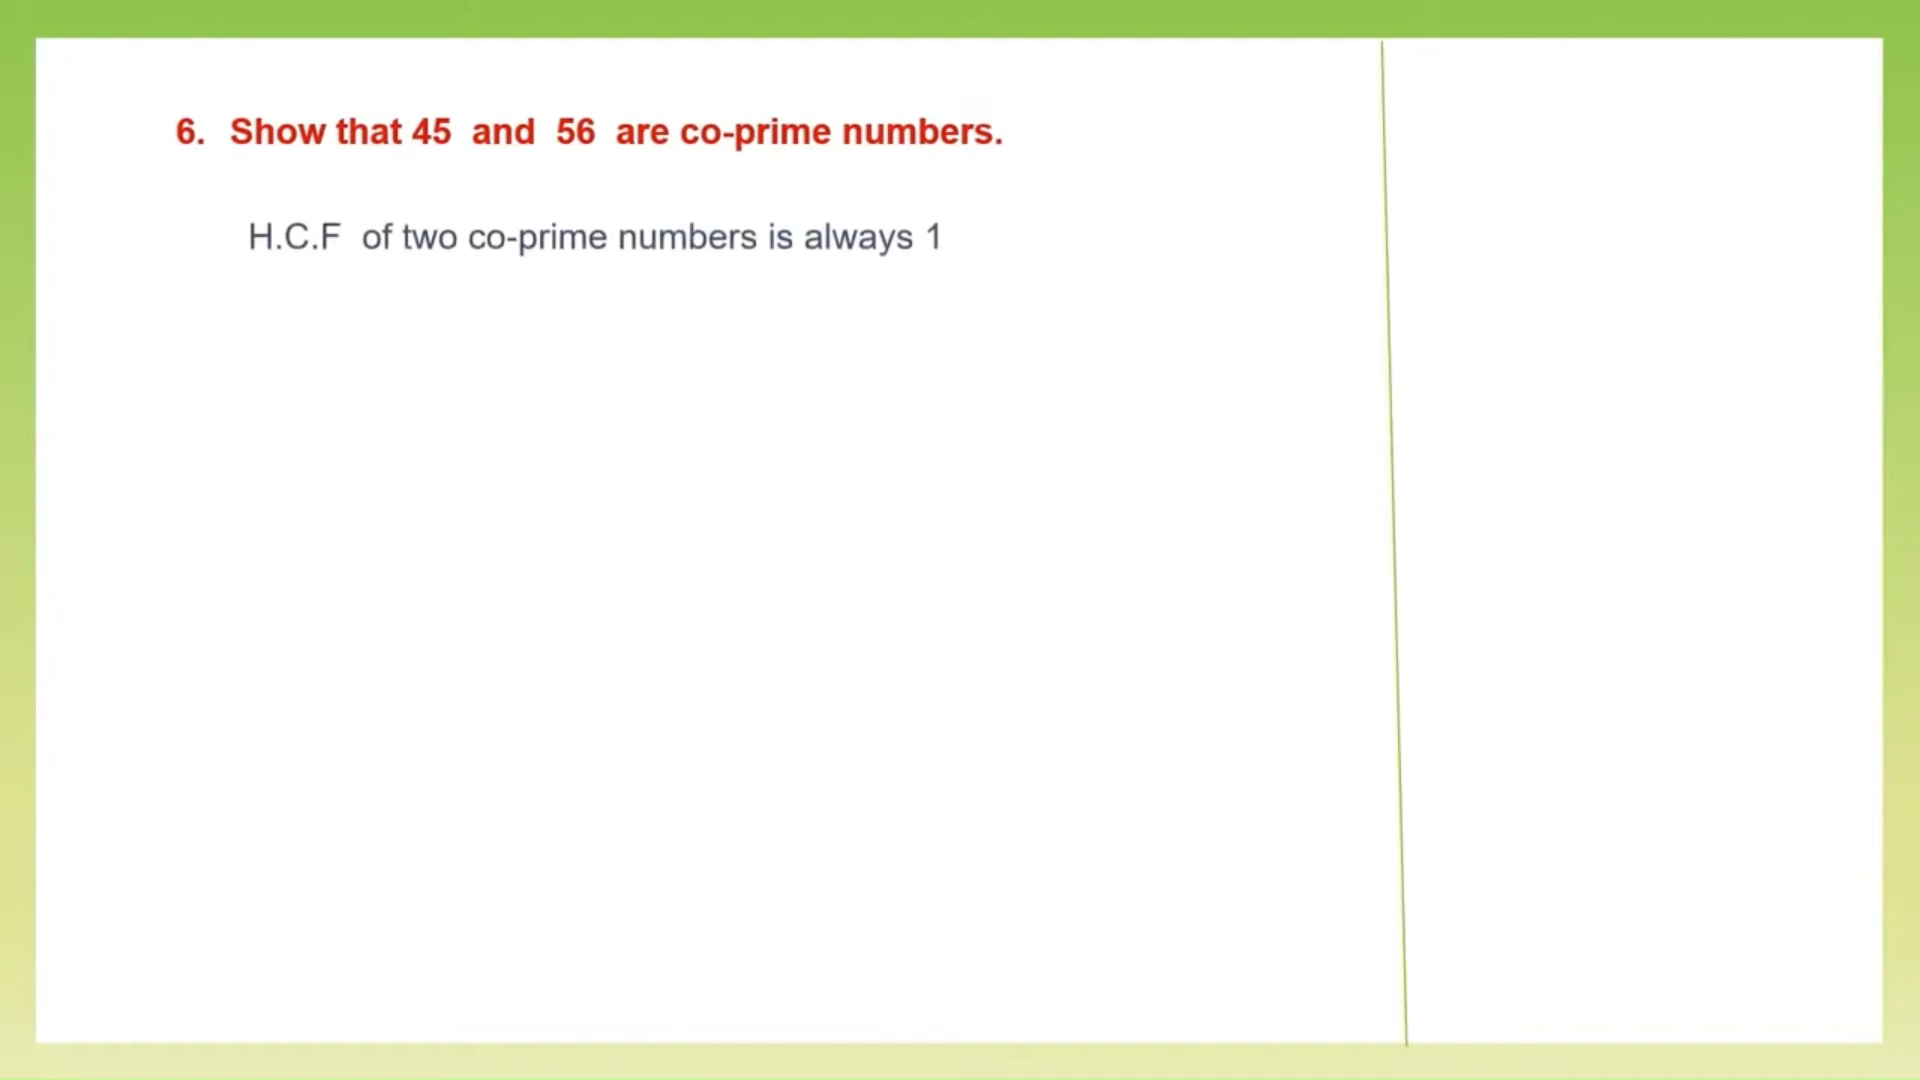 6. Show that 45 and 56 are co-prime numbers.
H.C.F of two co-prime numbers is always 1